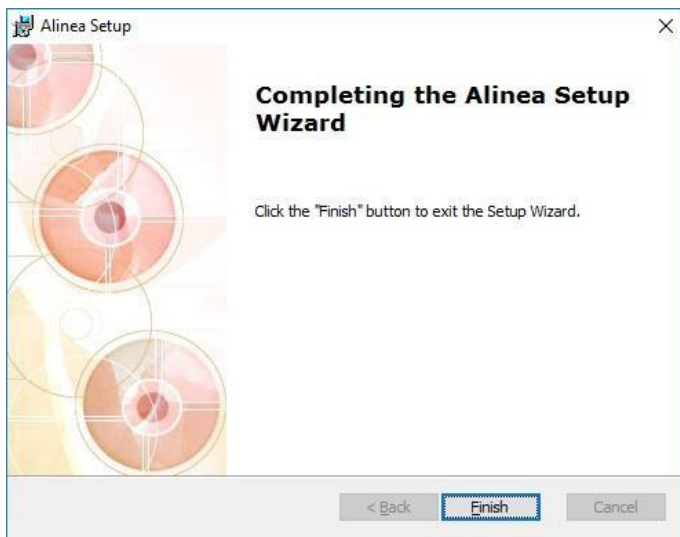 Alinea Setup
Completing the Alinea Setup
Wizard
Click the "Finish" button to exit the Setup Wizard.
< Back
Finish
Cancel